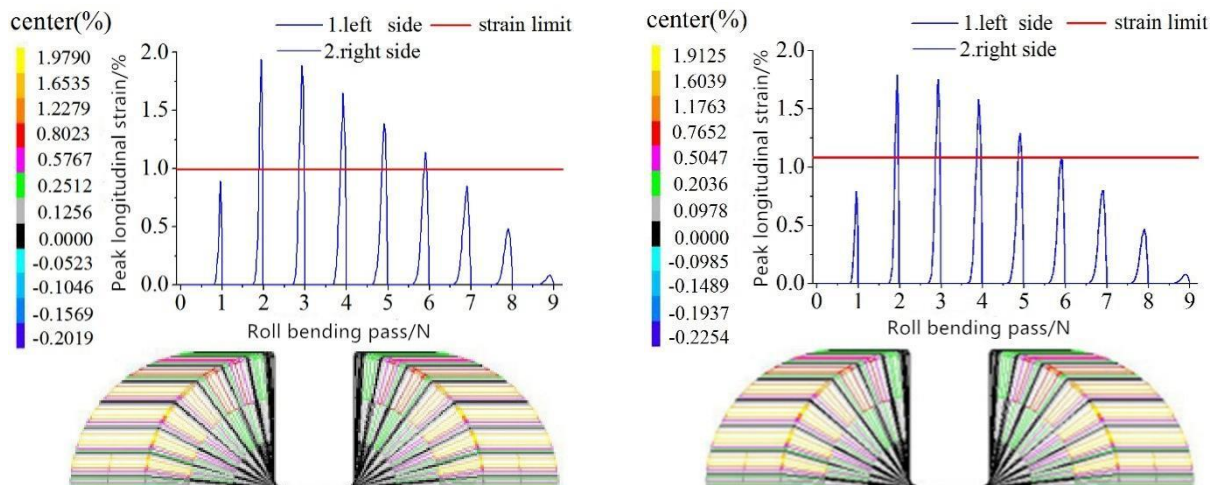 center(%)
1.9790
1.6535
1.2279
0.8023
0.5767
0.2512
0.1256
0.0000
-0.0523
-0.1046
-0.1569
-0.2019
1.left side
strain limit
2.right side
Peak longitudinal strain/%
2.0
1.5
1.0
0.5
0.0
0 1 2 3 4 5 6 7 8 9
Roll bending pass/N
center(%)
1.9125
1.6039
1.1763
0.7652
0.5047
0.2036
0.0978
0.0000
-0.0985
-0.1489
-0.1937
-0.2254
1.left side
strain limit
2.right side
Peak longitudinal strain/%
2.0
1.5
1.0
0.5
0.0
0 1 2 3 4 5 6 7 8 9
Roll bending pass/N